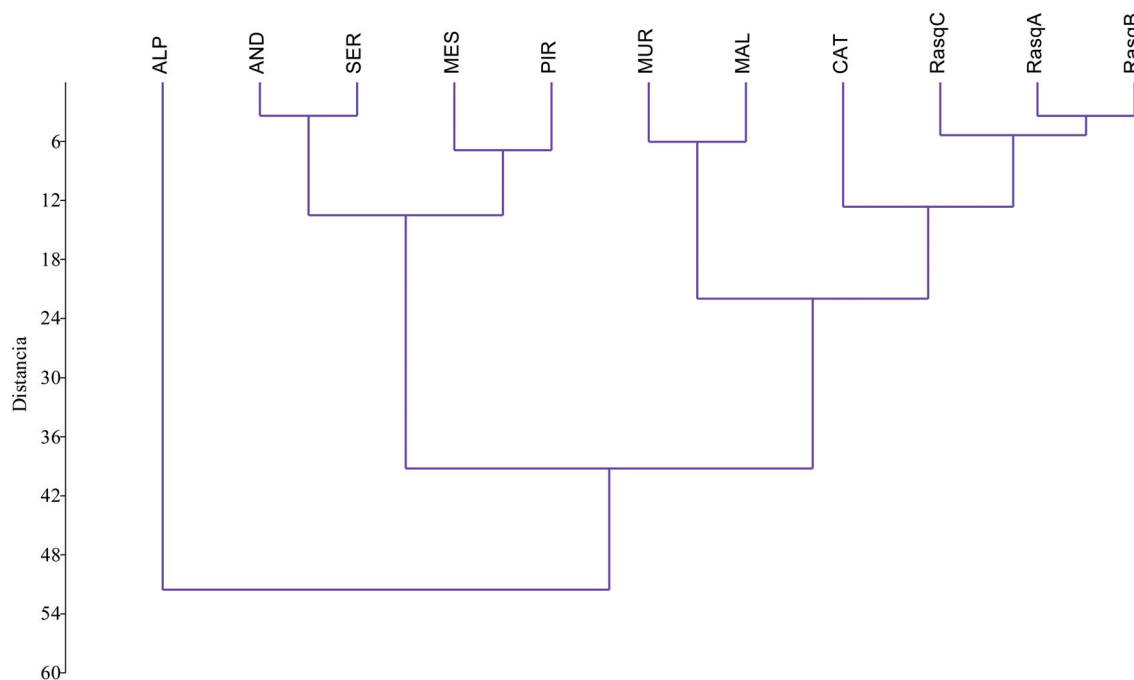 ALP
AND
SER
MES
PIR
MUR
MAL
CAT
RasqC
RasqA
RasqB
Distancia
6
12
18
24
30
36
42
48
54
60